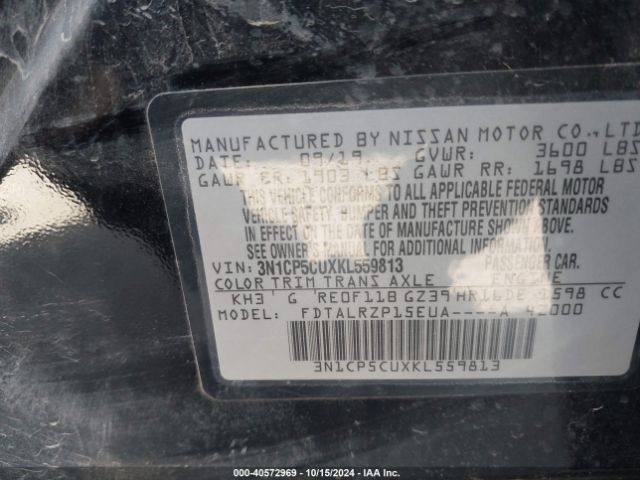 MANUFACTURED BY NISSAN MOTOR CO., LTD
DATE: 09/19 GVWR: 3600 LBS
GAWR FR: 1903 LBS GAWR RR: 1698 LBS
THIS VEHICLE CONFORMS TO ALL APPLICABLE FEDERAL MOTOR
VEHICLE SAFETY, BUMPER AND THEFT PREVENTION STANDARDS
IN EFFECT ON THE DATE OF MANUFACTURE SHOWN ABOVE.
SEE OWNER'S MANUAL FOR ADDITIONAL INFORMATION.
VIN: 3N1CP5CUXKL559813 PASSENGER CAR.
COLOR TRIM TRANS AXLE ENGINE
KH3 G RE0F11B GZ39 HR16DE 1598 CC
MODEL: FDTALRZP15EUA----A 42000
3N1CP5CUXKL559813
000-40572969 | 10/15/2024 | IAA Inc.